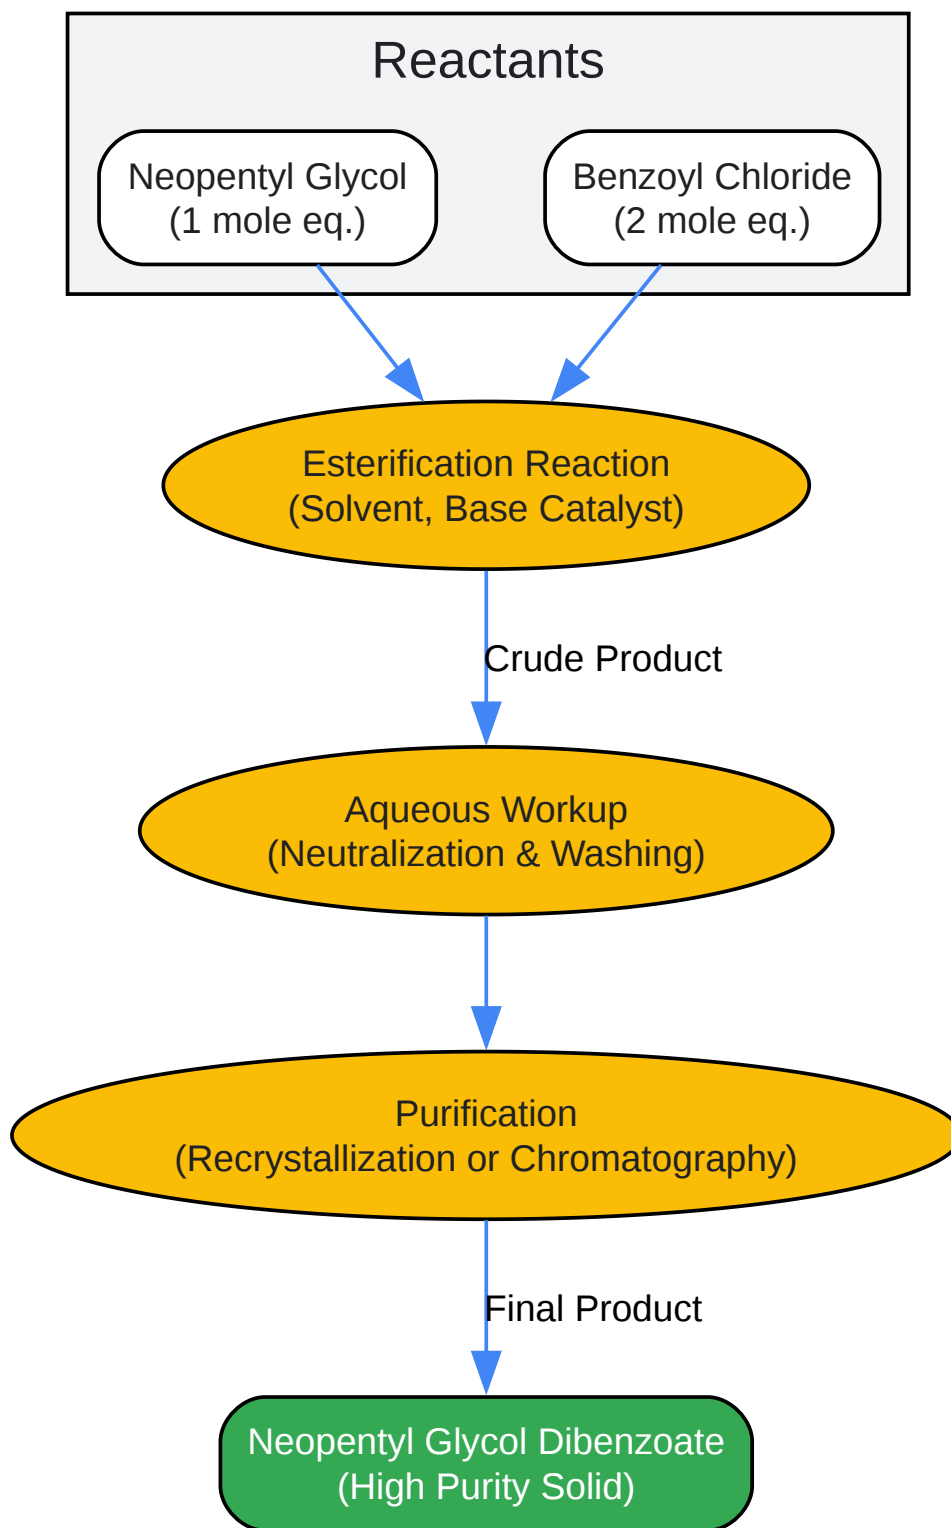 Reactants
Neopentyl Glycol
(1 mole eq.)
Benzoyl Chloride
(2 mole eq.)
Esterification Reaction
(Solvent, Base Catalyst)
Crude Product
Aqueous Workup
(Neutralization & Washing)
Purification
(Recrystallization or Chromatography)
Final Product
Neopentyl Glycol Dibenzoate
(High Purity Solid)